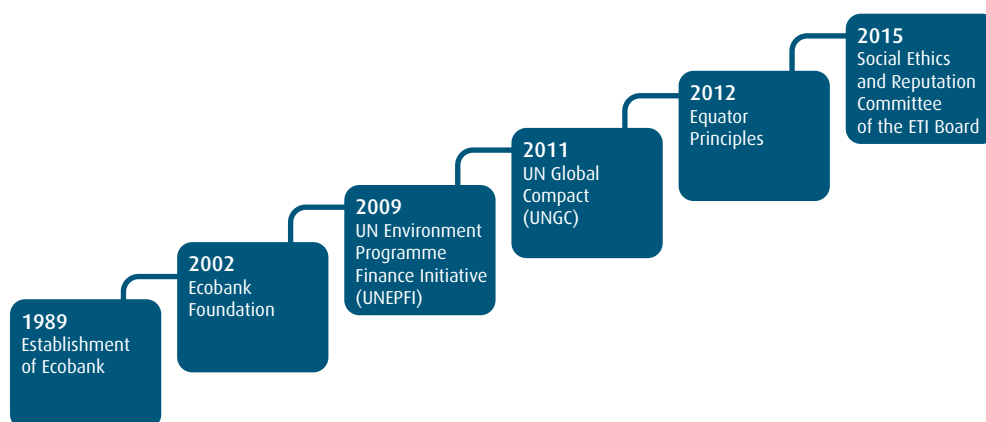 1989
Establishment
of Ecobank
2002
Ecobank
Foundation
2009
UN Environment
Programme
Finance Initiative
(UNEPFI)
2011
UN Global
Compact
(UNGC)
2012
Equator
Principles
2015
Social Ethics
and Reputation
Committee
of the ETI Board